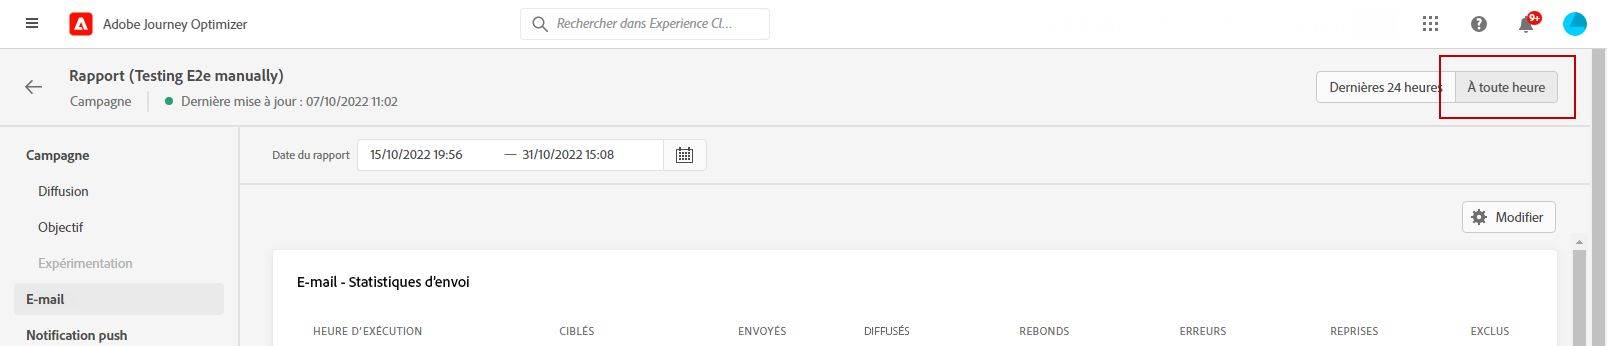 Adobe Journey Optimizer
Rechercher dans Experience Cl...
9+
Rapport (Testing E2e manually)
Campagne
Dernière mise à jour : 07/10/2022 11:02
Dernières 24 heures
À toute heure
Campagne
Diffusion
Objectif
Expérimentation
E-mail
Notification push
Date du rapport
15/10/2022 19:56 — 31/10/2022 15:08
Modifier
E-mail - Statistiques d'envoi
HEURE D'EXÉCUTION CIBLÉS ENVOYÉS DIFFUSÉS REBONDS ERREURS REPRISES EXCLUS